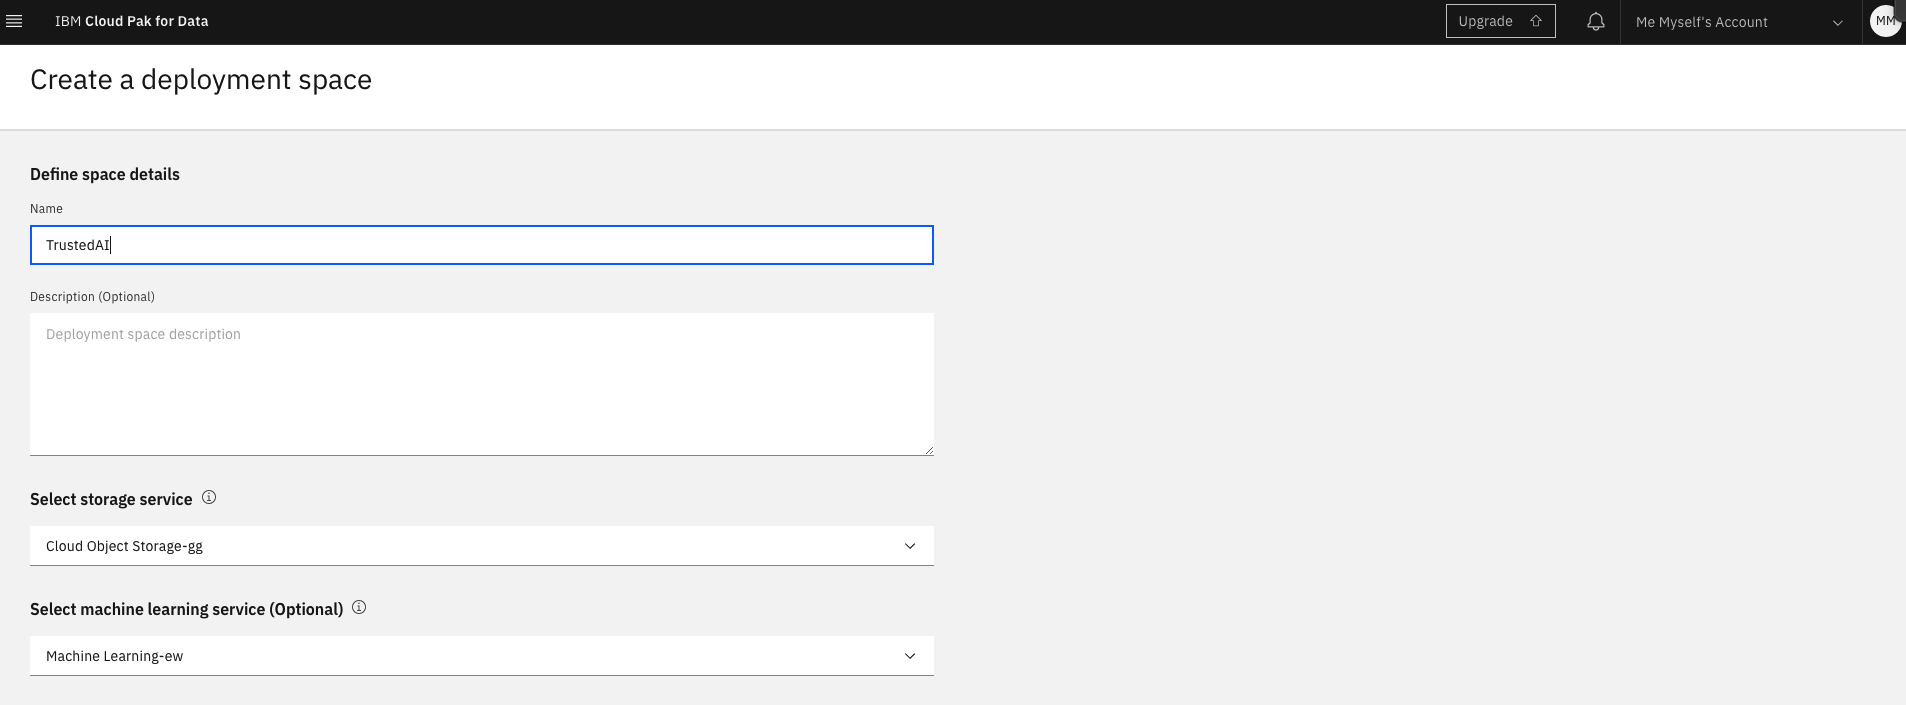 IBM Cloud Pak for Data
Upgrade
Me Myself's Account
MM
Create a deployment space
Define space details
Name
TrustedAI
Description (Optional)
Deployment space description
Select storage service
Cloud Object Storage-gg
Select machine learning service (Optional)
Machine Learning-ew